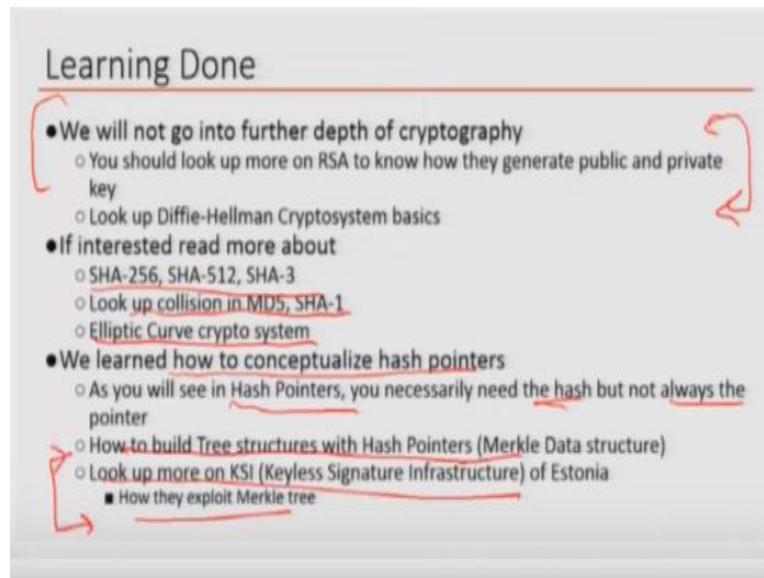 Learning Done
●We will not go into further depth of cryptography
○ You should look up more on RSA to know how they generate public and private
key
○ Look up Diffie-Hellman Cryptosystem basics
●If interested read more about
○ SHA-256, SHA-512, SHA-3
○ Look up collision in MD5, SHA-1
○ Elliptic Curve crypto system
●We learned how to conceptualize hash pointers
○ As you will see in Hash Pointers, you necessarily need the hash but not always the
pointer
○ How to build Tree structures with Hash Pointers (Merkle Data structure)
○ Look up more on KSI (Keyless Signature Infrastructure) of Estonia
■ How they exploit Merkle tree